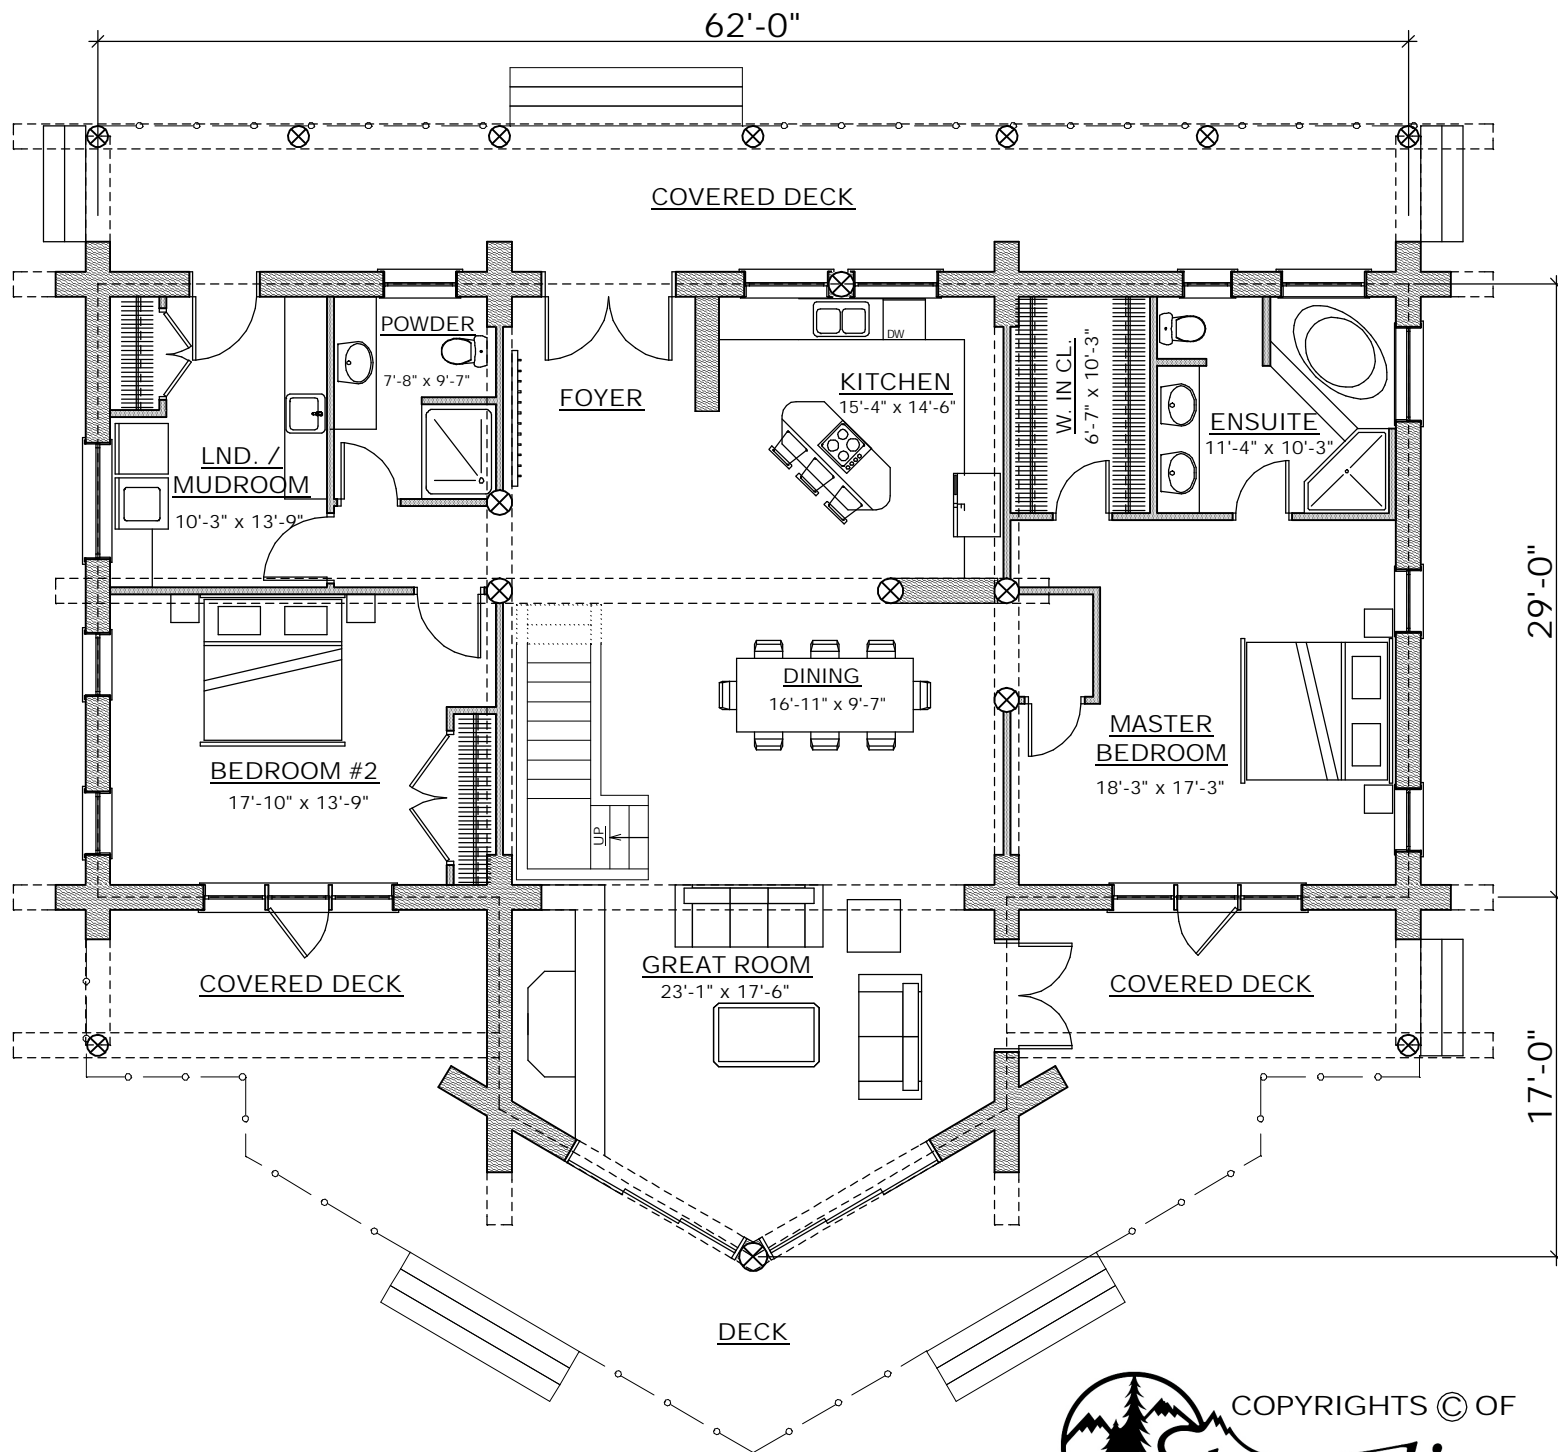 62'-0"
COVERED DECK
POWDER
7'-8" x 9'-7"
FOYER
DW
KITCHEN
15'-4" x 14'-6"
W. IN CL.
6'-7" x 10'-3"
ENSUITE
11'-4" x 10'-3"
LND. /
MUDROOM
10'-3" x 13'-9"
F
29'-0"
DINING
16'-11" x 9'-7"
MASTER
BEDROOM
18'-3" x 17'-3"
BEDROOM #2
17'-10" x 13'-9"
UP
GREAT ROOM
23'-1" x 17'-6"
COVERED DECK
COVERED DECK
17'-0"
DECK
COPYRIGHTS © OF